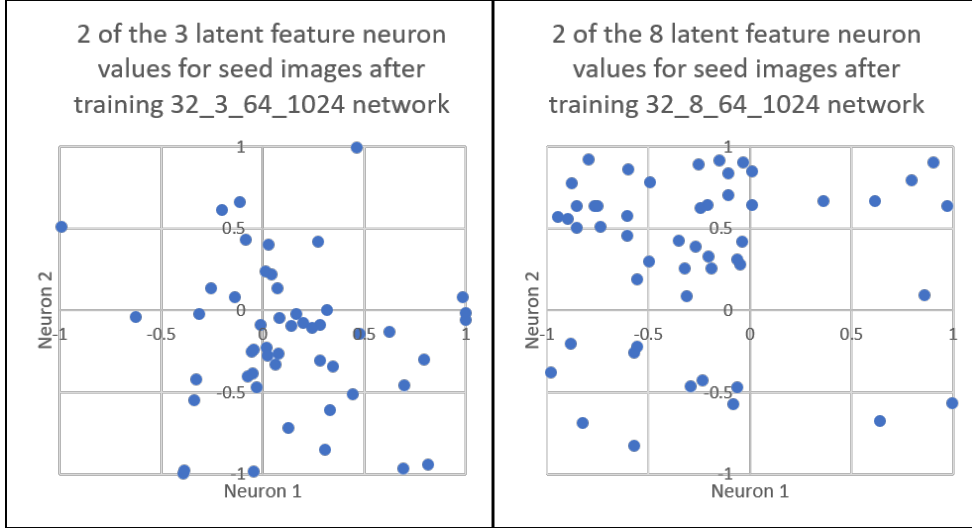 2 of the 3 latent feature neuron
values for seed images after
training 32_3_64_1024 network
1
0.5
0
-1
-0.5
0
0.5
1
-0.5
-1
Neuron 2
Neuron 1
2 of the 8 latent feature neuron
values for seed images after
training 32_8_64_1024 network
1
0.5
0
-1
-0.5
0
0.5
1
-0.5
-1
Neuron 2
Neuron 1